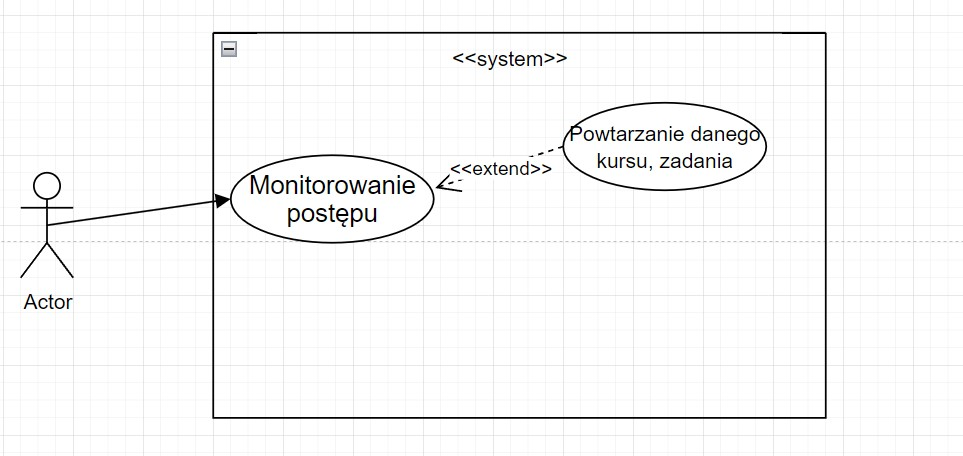 <<system>>
Powtarzanie danego
kursu, zadania
<<extend>>
Monitorowanie
postępu
Actor